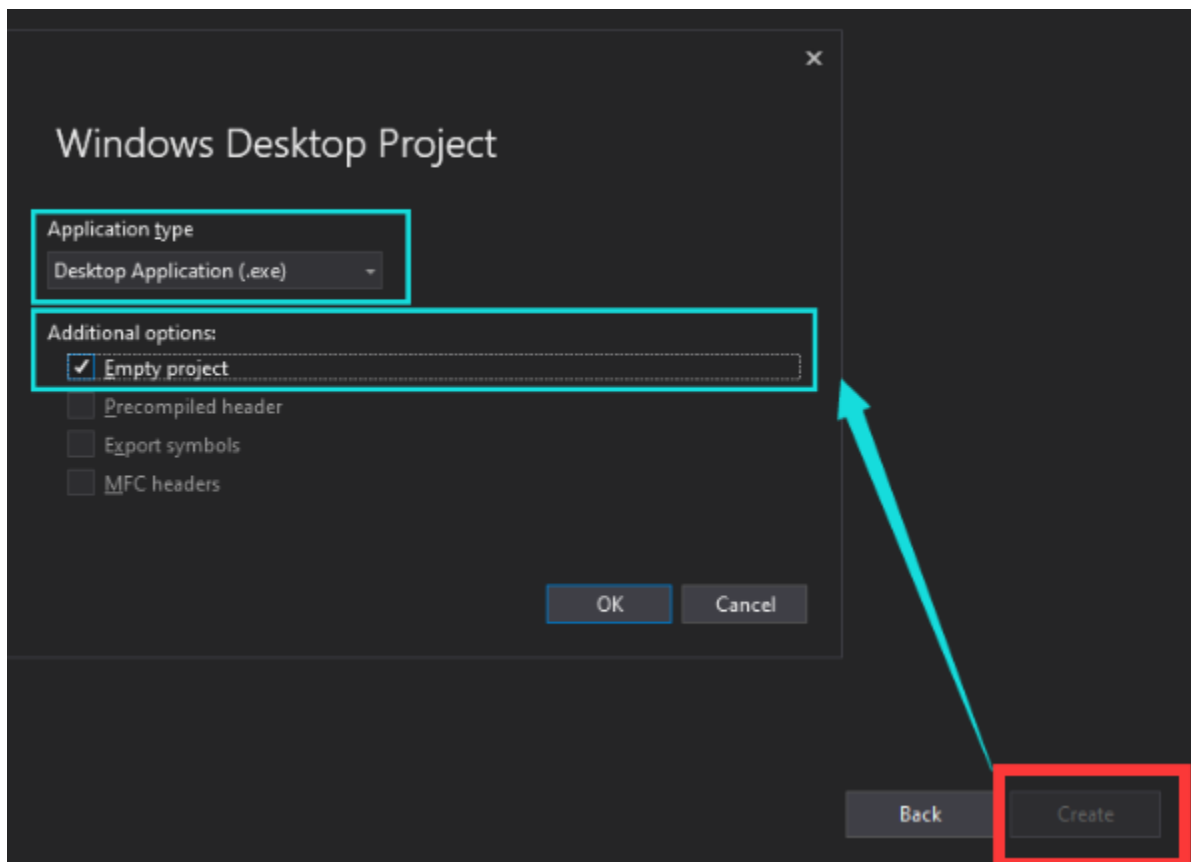 Windows Desktop Project
Application type
Desktop Application (.exe)
Additional options:
Empty project
Precompiled header
Export symbols
MFC headers
OK Cancel
Back Create